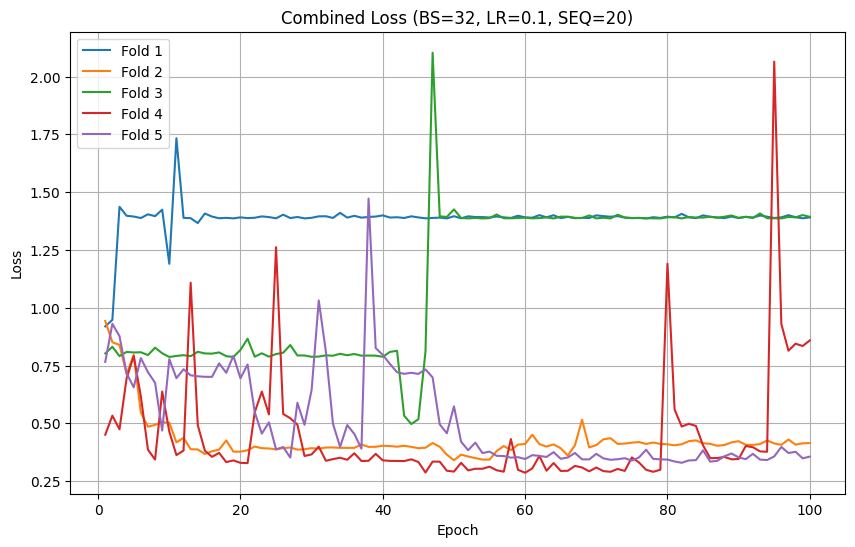 Combined Loss (BS=32, LR=0.1, SEQ=20)
Fold 1
Fold 2
Fold 3
Fold 4
Fold 5
2.00
1.75
1.50
1.25
1.00
0.75
0.50
0.25
Loss
0 20 40 60 80 100
Epoch